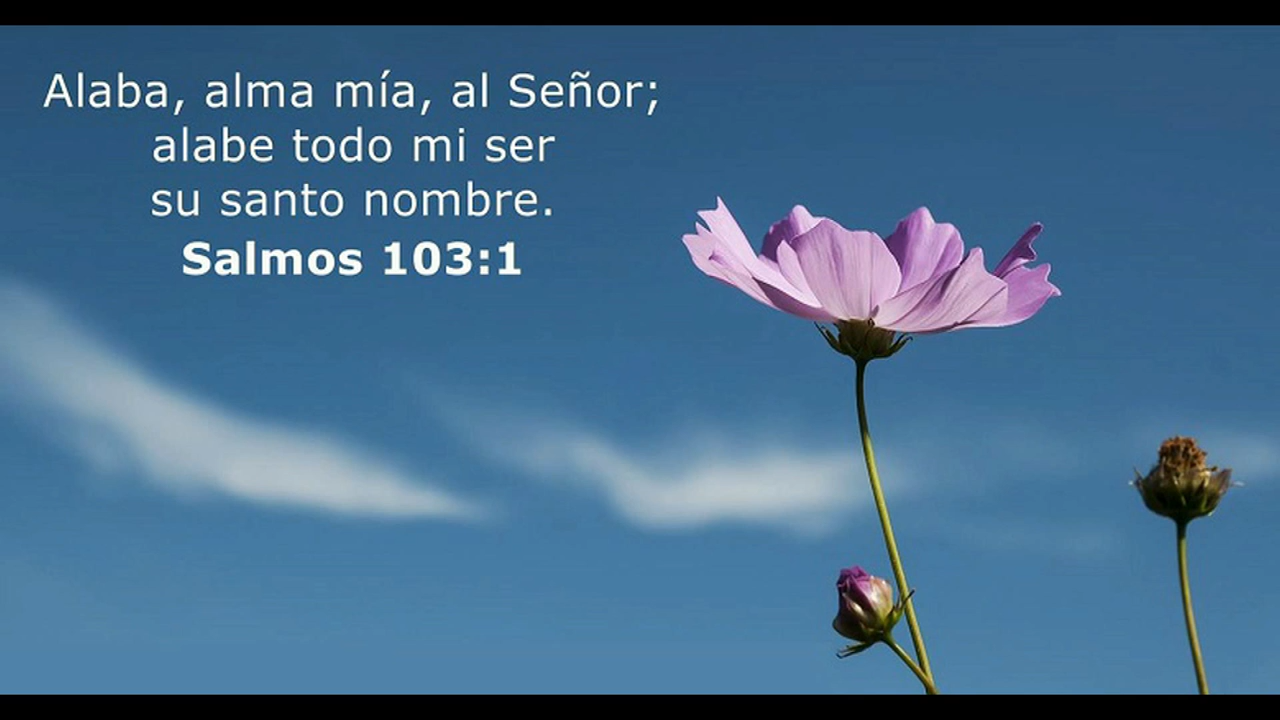 Alaba, alma mía, al Señor;
alabe todo mi ser
su santo nombre.
Salmos 103:1